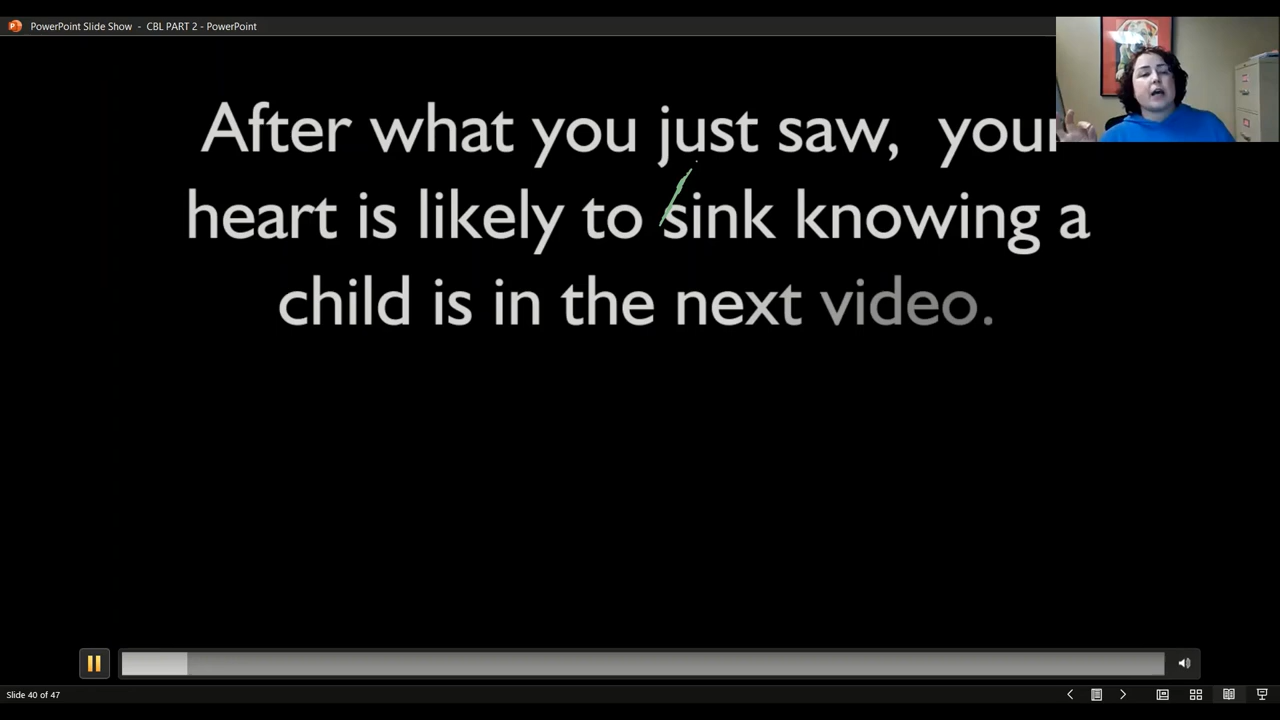 PowerPoint Slide Show - CBL PART 2 - PowerPoint
After what you just saw, your
heart is likely to sink knowing a
child is in the next video.
Slide 40 of 47